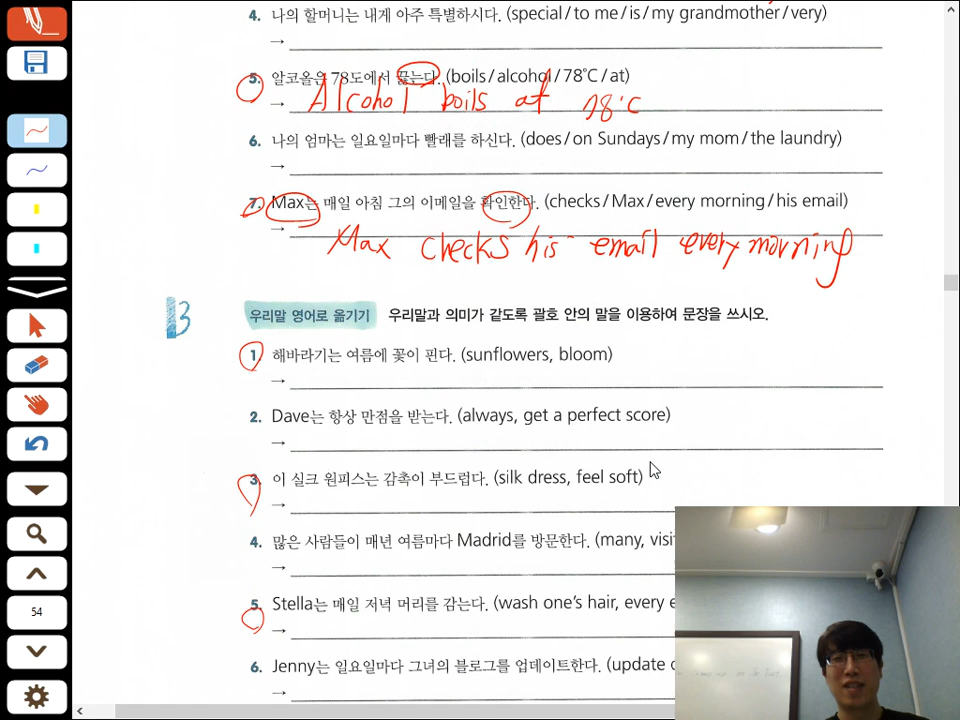 4. 나의 할머니는 내게 아주 특별하시다. (special / to me / is / my grandmother / very)
→
5. 알코올은 78도에서 끓는다. (boils / alcohol / 78°C / at)
→ Alcohol boils at 78°C
6. 나의 엄마는 일요일마다 빨래를 하신다. (does / on Sundays / my mom / the laundry)
→
7. Max는 매일 아침 그의 이메일을 확인한다. (checks / Max / every morning / his email)
→ Max checks his email every morning
B 우리말 영어로 옮기기 우리말과 의미가 같도록 괄호 안의 말을 이용하여 문장을 쓰시오.
1. 해바라기는 여름에 꽃이 핀다. (sunflowers, bloom)
→
2. Dave는 항상 만점을 받는다. (always, get a perfect score)
→
3. 이 실크 원피스는 감촉이 부드럽다. (silk dress, feel soft)
→
4. 많은 사람들이 매년 여름마다 Madrid를 방문한다. (many, visi
→
5. Stella는 매일 저녁 머리를 감는다. (wash one's hair, every e
→
54
6. Jenny는 일요일마다 그녀의 블로그를 업데이트한다. (update
→